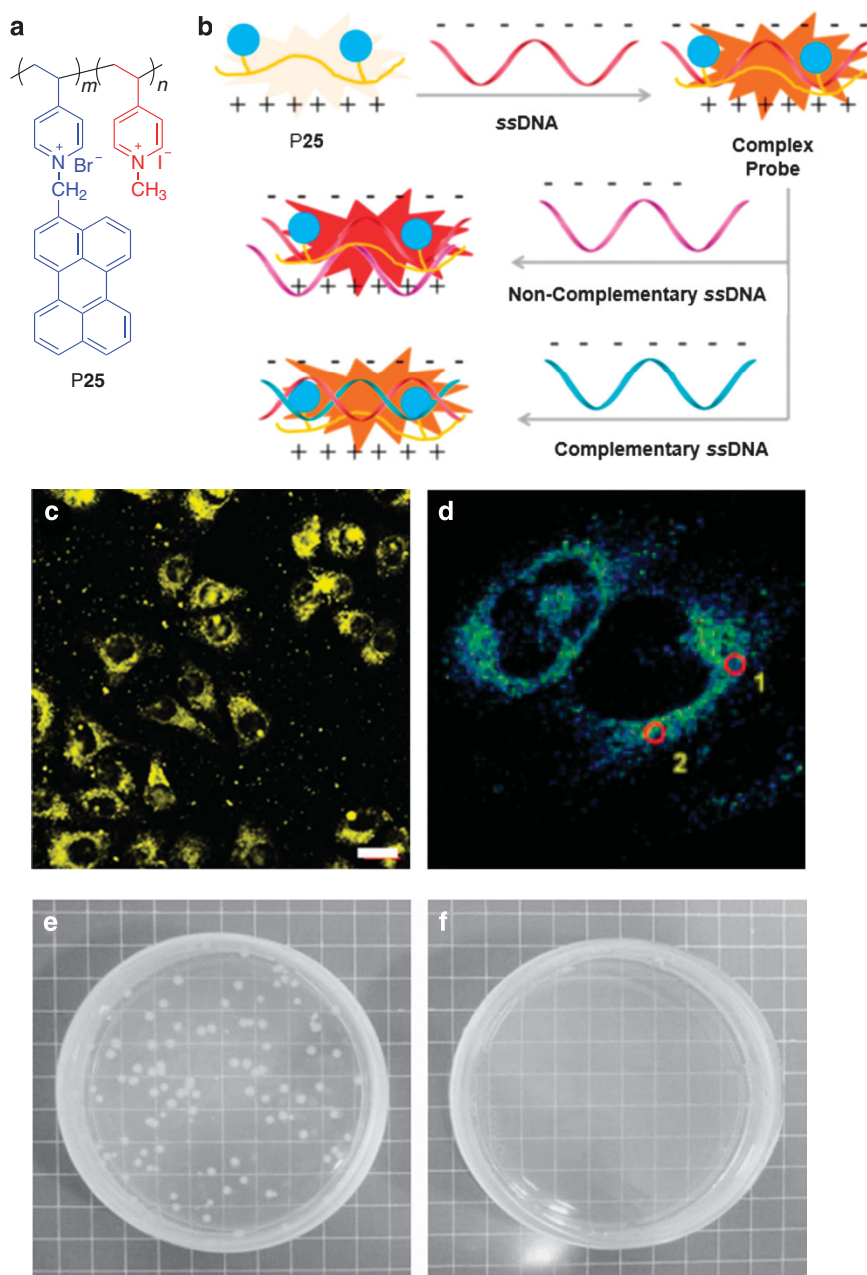 a
m
n
N
+
Br−
N
+
I−
CH2
CH3
P25
b
- - - - - - -
- - - - - - - -
- - - - - - - -
+ + + + + +
P25
ssDNA
+ + + + + +
Complex
Probe
- - - - - - -
- - - - -
+ + + + + +
Non-Complementary ssDNA
- - - - - - -
- - - - - - -
+ + + + + +
Complementary ssDNA
c
d
1
2
e
f